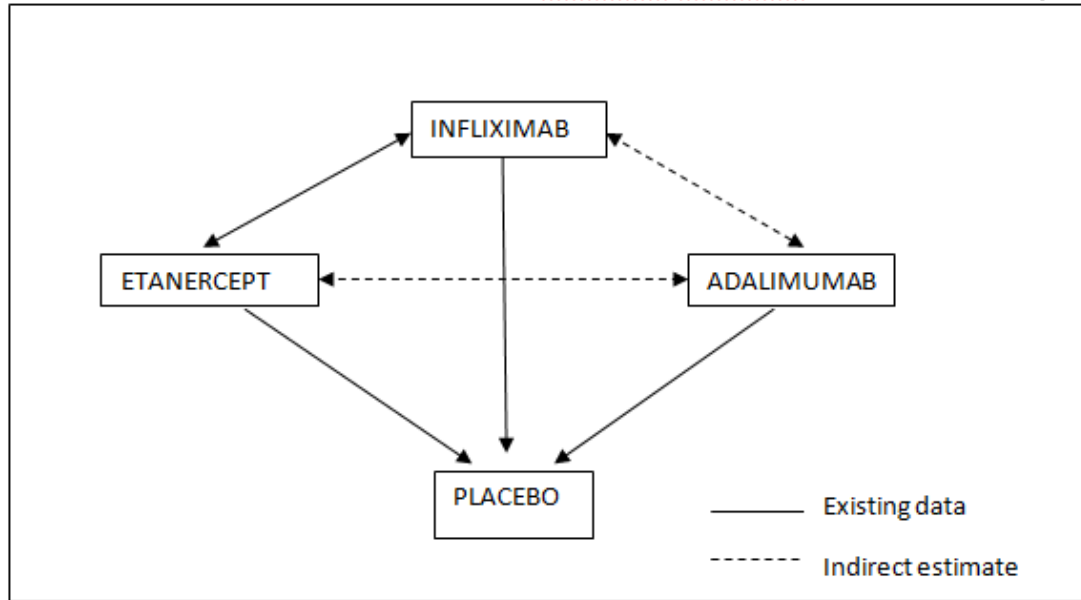 INFLIXIMAB
ETANERCEPT
ADALIMUMAB
PLACEBO
Existing data
Indirect estimate